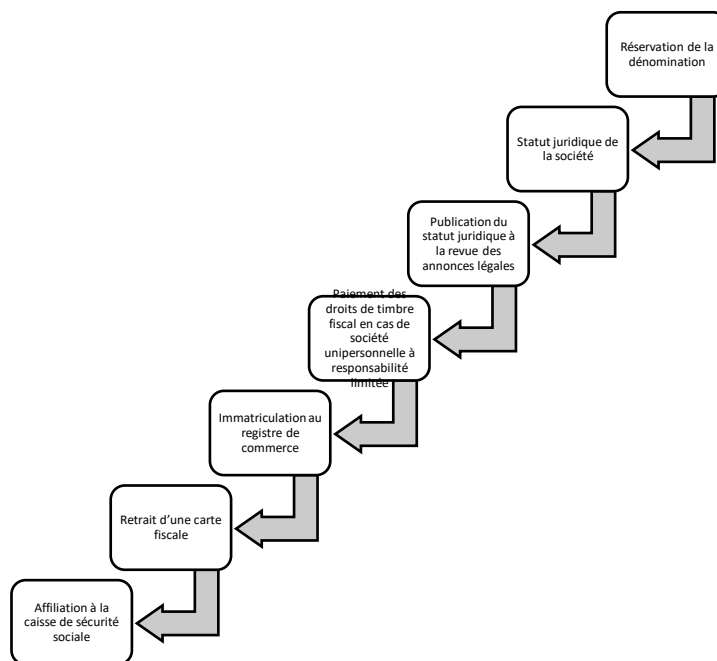 Réservation de la
dénomination
Statut juridique de
la société
Publication du
statut juridique à
la revue des
annonces légales
Paiement des
droits de timbre
fiscal en cas de
société
unipersonnelle à
responsabilité
limitée
Immatriculation au
registre de
commerce
Retrait d’une carte
fiscale
Affiliation à la
caisse de sécurité
sociale